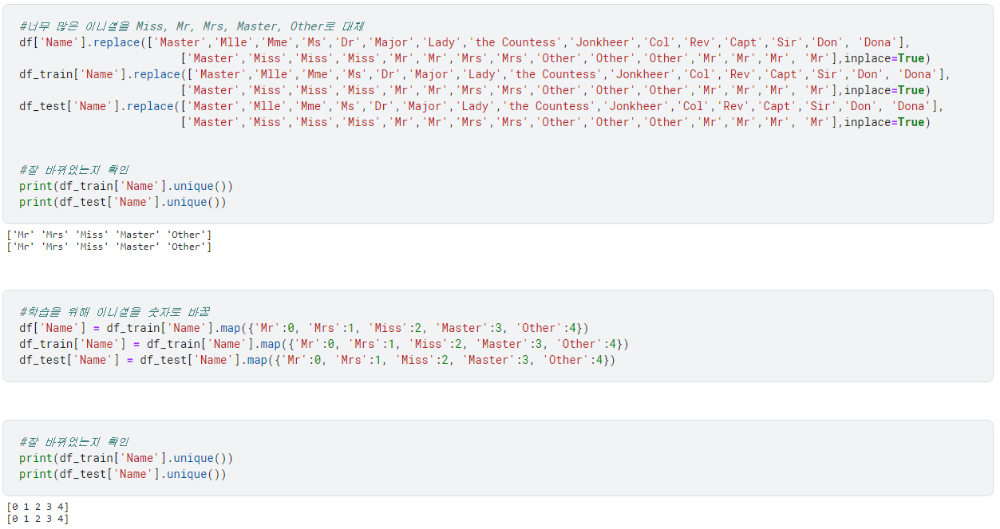 #너무 많은 이니셜을 Miss, Mr, Mrs, Master, Other로 대체
df['Name'].replace(['Master','Mlle','Mme','Ms','Dr','Major','Lady','the Countess','Jonkheer','Col','Rev','Capt','Sir','Don', 'Dona'],
['Master','Miss','Miss','Miss','Mr','Mr','Mrs','Mrs','Other','Other','Other','Mr','Mr','Mr', 'Mr'],inplace=True)
df_train['Name'].replace(['Master','Mlle','Mme','Ms','Dr','Major','Lady','the Countess','Jonkheer','Col','Rev','Capt','Sir','Don', 'Dona'],
['Master','Miss','Miss','Miss','Mr','Mr','Mrs','Mrs','Other','Other','Other','Mr','Mr','Mr', 'Mr'],inplace=True)
df_test['Name'].replace(['Master','Mlle','Mme','Ms','Dr','Major','Lady','the Countess','Jonkheer','Col','Rev','Capt','Sir','Don', 'Dona'],
['Master','Miss','Miss','Miss','Mr','Mr','Mrs','Mrs','Other','Other','Other','Mr','Mr','Mr', 'Mr'],inplace=True)
#잘 바뀌었는지 확인
print(df_train['Name'].unique())
print(df_test['Name'].unique())
['Mr' 'Mrs' 'Miss' 'Master' 'Other']
['Mr' 'Mrs' 'Miss' 'Master' 'Other']
#학습을 위해 이니셜을 숫자로 바꿈
df['Name'] = df_train['Name'].map({'Mr':0, 'Mrs':1, 'Miss':2, 'Master':3, 'Other':4})
df_train['Name'] = df_train['Name'].map({'Mr':0, 'Mrs':1, 'Miss':2, 'Master':3, 'Other':4})
df_test['Name'] = df_test['Name'].map({'Mr':0, 'Mrs':1, 'Miss':2, 'Master':3, 'Other':4})
#잘 바뀌었는지 확인
print(df_train['Name'].unique())
print(df_test['Name'].unique())
[0 1 2 3 4]
[0 1 2 3 4]